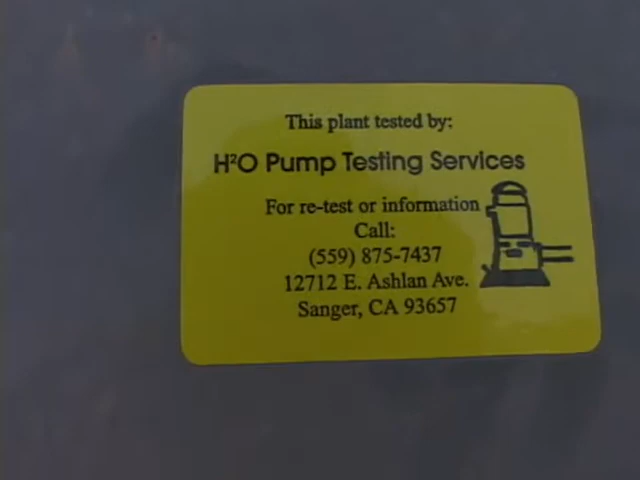 This plant tested by:
H²O Pump Testing Services
For re-test or information
Call:
(559) 875-7437
12712 E. Ashlan Ave.
Sanger, CA 93657